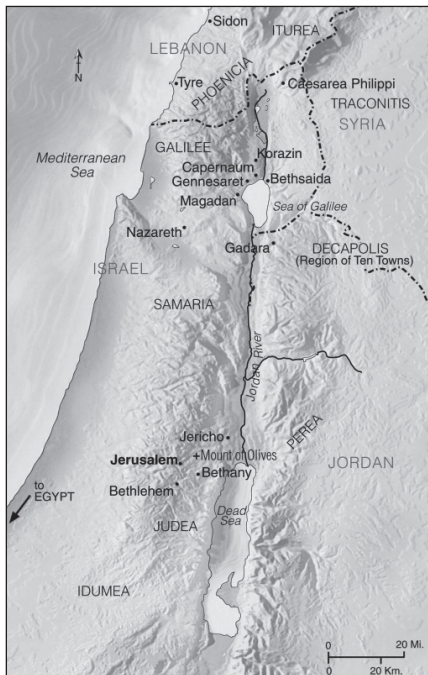 Sidon
LEBANON
ITUREA
N
Tyre
PHOENICIA
Caesarea Philippi
TRACONITIS
SYRIA
Mediterranean
Sea
GALILEE
Korazin
Capernaum
Gennesaret
Bethsaida
Magadan
Sea of Galilee
Nazareth
Gadara
DECAPOLIS
(Region of Ten Towns)
ISRAEL
SAMARIA
Jordan River
PEREA
Jericho
Mount of Olives
Jerusalem
Bethany
JORDAN
Bethlehem
to
EGYPT
JUDEA
Dead
Sea
IDUMEA
0 20 Mi.
0 20 Km.